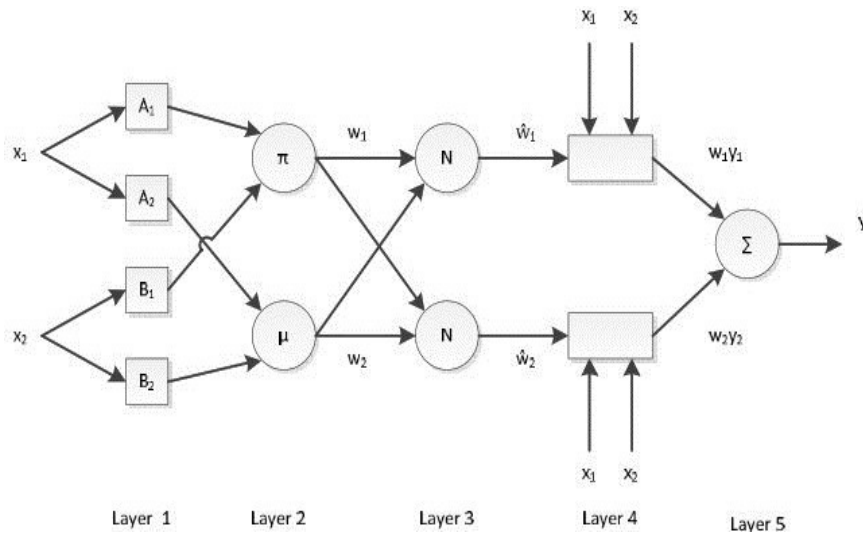 x₁ x₂
A₁
w₁ ŵ₁
π N w₁y₁
x₁
A₂
Σ y
B₁
x₂ μ N
w₂ ŵ₂ w₂y₂
B₂
x₁ x₂
Layer 1 Layer 2 Layer 3 Layer 4 Layer 5